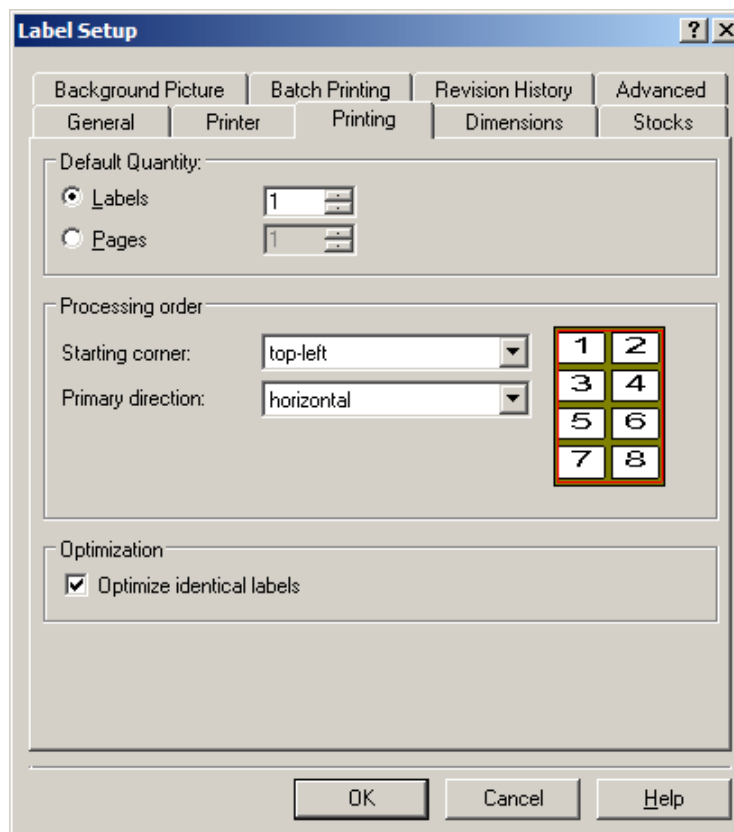 Label Setup
Background Picture Batch Printing Revision History Advanced
General Printer Printing Dimensions Stocks
Default Quantity:
Labels 1
Pages 1
Processing order
Starting corner: top-left
Primary direction: horizontal
1 2
3 4
5 6
7 8
Optimization
Optimize identical labels
OK Cancel Help